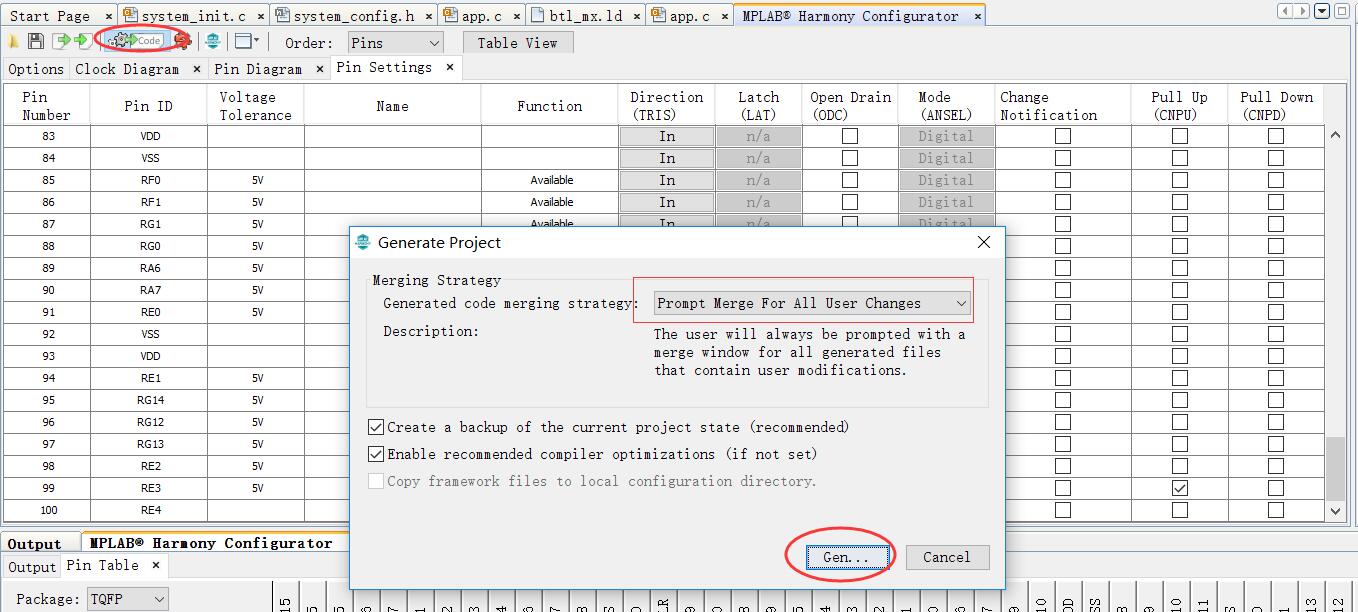 Start Page × system_init.c × system_config.h × app.c × btl_mx.ld × app.c × MPLAB® Harmony Configurator ×
Code Order: Pins Table View
Options Clock Diagram × Pin Diagram × Pin Settings ×
Pin Number Pin ID Voltage Tolerance Name Function Direction (TRIS) Latch (LAT) Open Drain (ODC) Mode (ANSEL) Change Notification Pull Up (CNPU) Pull Down (CNPD)
83 VDD In n/a Digital
84 VSS In n/a Digital
85 RF0 5V Available In n/a Digital
86 RF1 5V Available In n/a Digital
87 RG1 5V Available In n/a Digital
88 RG0 5V
89 RA6 5V
90 RA7 5V
91 RE0 5V
92 VSS
93 VDD
94 RE1 5V
95 RG14 5V
96 RG12 5V
97 RG13 5V
98 RE2 5V
99 RE3 5V
100 RE4
Generate Project
Merging Strategy
Generated code merging strategy: Prompt Merge For All User Changes
Description: The user will always be prompted with a
merge window for all generated files
that contain user modifications.
Create a backup of the current project state (recommended)
Enable recommended compiler optimizations (if not set)
Copy framework files to local configuration directory.
Gen... Cancel
Output MPLAB® Harmony Configurator
Output Pin Table ×
Package: TQFP